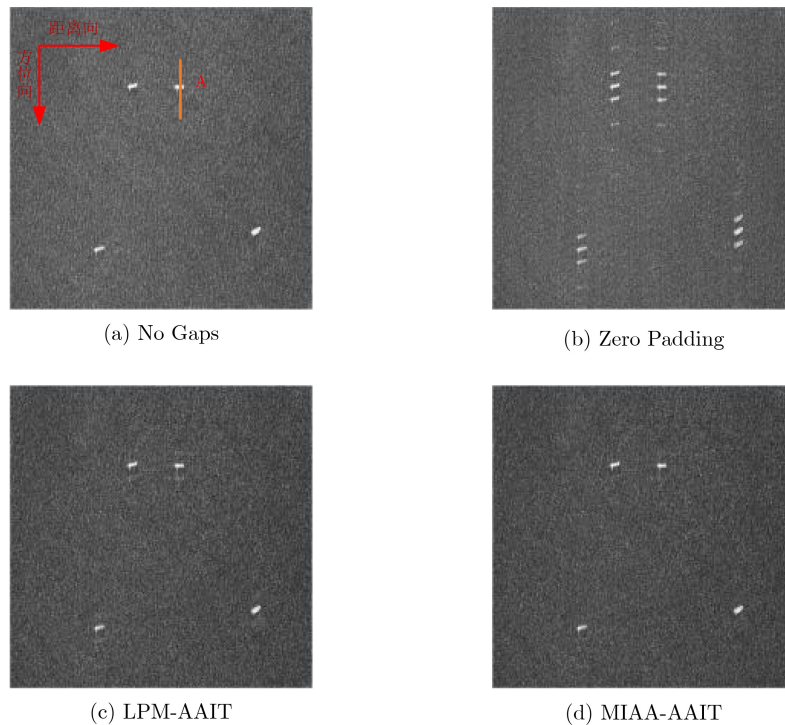 距离向
方位向
A
(a) No Gaps
(b) Zero Padding
(c) LPM-AAIT
(d) MIAA-AAIT